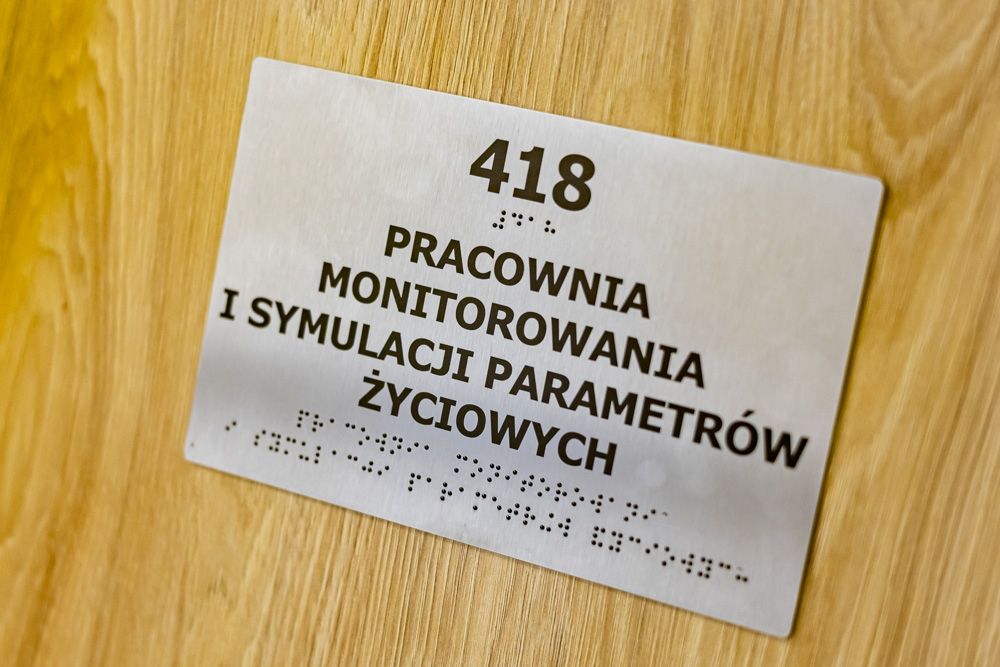 418
⠼⠙⠁⠓
PRACOWNIA
MONITOROWANIA
I SYMULACJI PARAMETRÓW
ŻYCIOWYCH